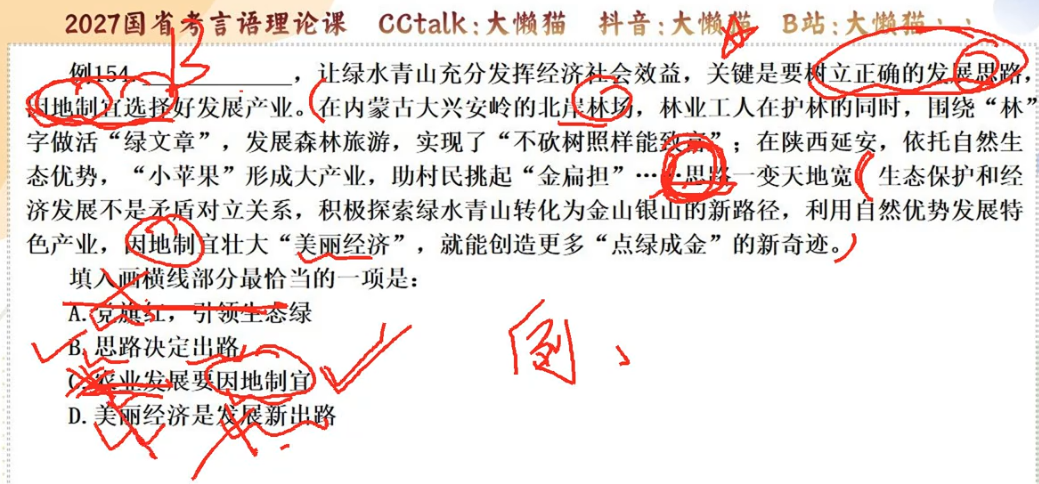 2027国省考言语理论课 CCtalk:大懒猫 抖音:大懒猫 B站:大懒猫
例154.____________，让绿水青山充分发挥经济社会效益，关键是要树立正确的发展思路，
因地制宜选择好发展产业。在内蒙古大兴安岭的北岸林场，林业工人在护林的同时，围绕“林”
字做活“绿文章”，发展森林旅游，实现了“不砍树照样能致富”；在陕西延安，依托自然生
态优势，“小苹果”形成大产业，助村民挑起“金扁担”……思路一变天地宽。生态保护和经
济发展不是矛盾对立关系，积极探索绿水青山转化为金山银山的新路径，利用自然优势发展特
色产业，因地制宜壮大“美丽经济”，就能创造更多“点绿成金”的新奇迹。
填入画横线部分最恰当的一项是：
A. 党旗红，引领生态绿
B. 思路决定出路
C. 农业发展要因地制宜
D. 美丽经济是发展新出路